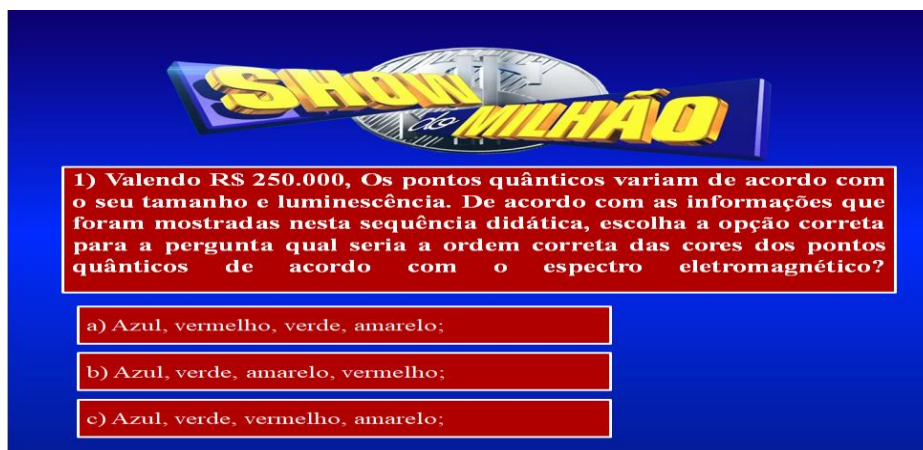 SHOW
do MILHÃO
1) Valendo R$ 250.000, Os pontos quânticos variam de acordo com
o seu tamanho e luminescência. De acordo com as informações que
foram mostradas nesta sequência didática, escolha a opção correta
para a pergunta qual seria a ordem correta das cores dos pontos
quânticos de acordo com o espectro eletromagnético?
a) Azul, vermelho, verde, amarelo;
b) Azul, verde, amarelo, vermelho;
c) Azul, verde, vermelho, amarelo;